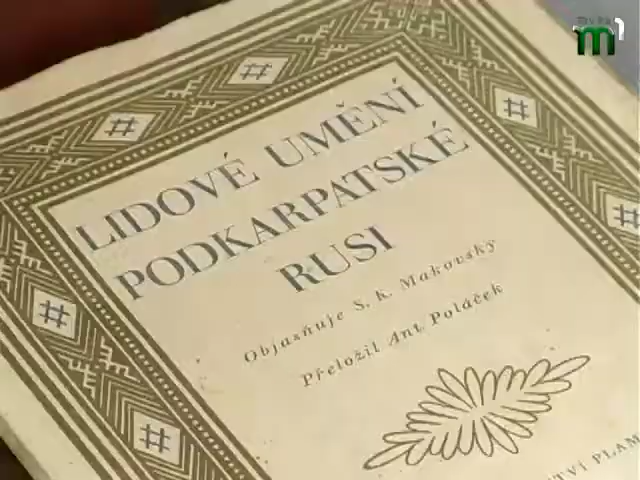 LIDOVÉ UMĚNÍ
PODKARPATSKÉ
RUSI
Objasňuje S. K. Makovský
Přeložil Ant. Poláček